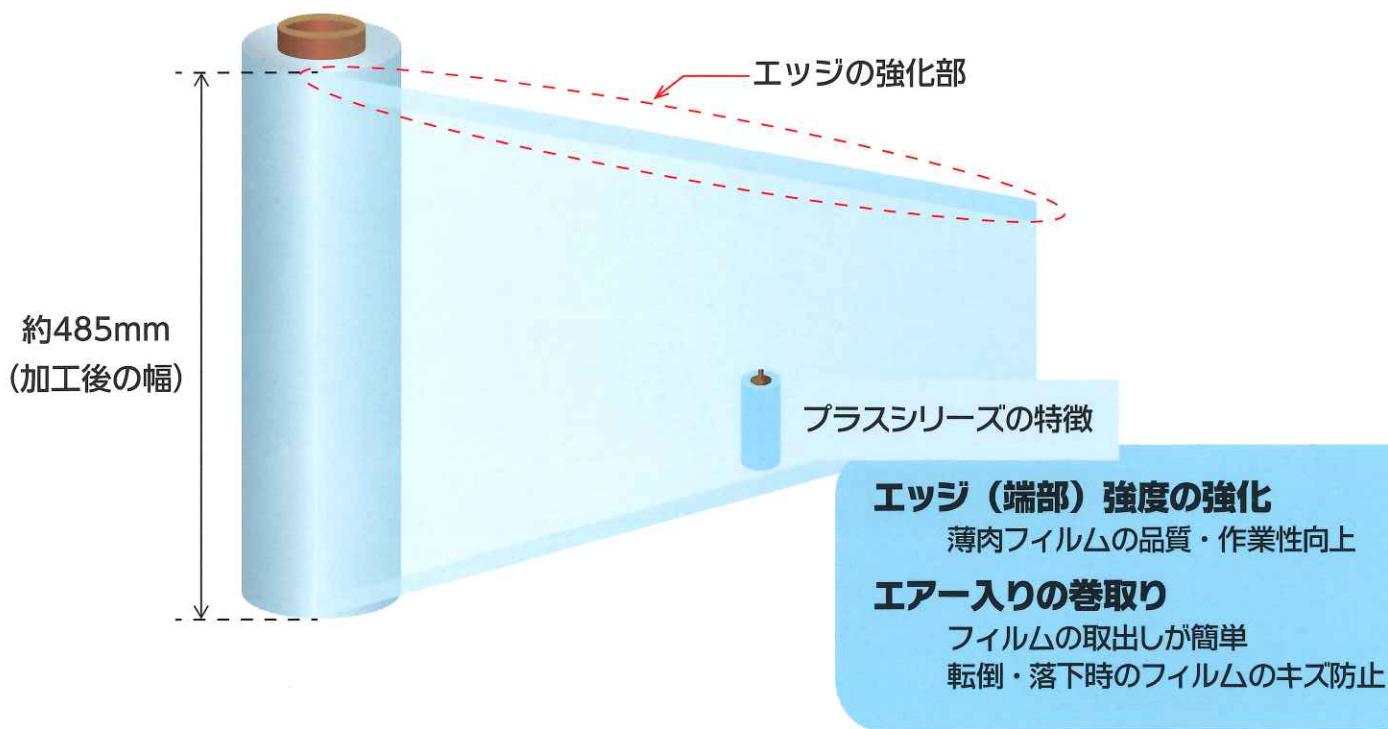 エッジの強化部
約485mm
（加工後の幅）
プラスシリーズの特徴
エッジ（端部）強度の強化
薄肉フィルムの品質・作業性向上
エアー入りの巻取り
フィルムの取出しが簡単
転倒・落下時のフィルムのキズ防止